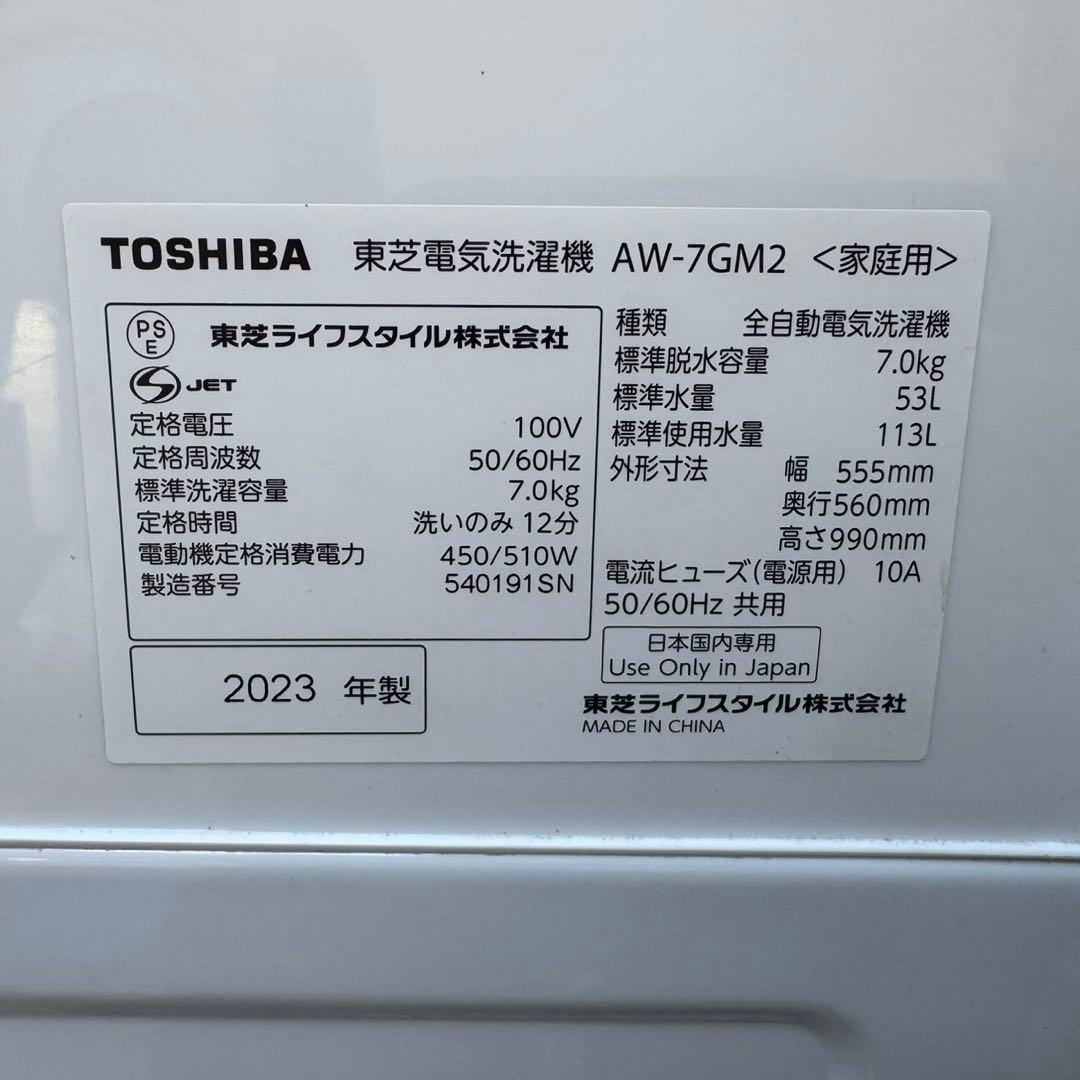 TOSHIBA 東芝電気洗濯機 AW-7GM2 <家庭用>
PS
E 東芝ライフスタイル株式会社
S JET
定格電圧 100V
定格周波数 50/60Hz
標準洗濯容量 7.0kg
定格時間 洗いのみ 12分
電動機定格消費電力 450/510W
製造番号 540191SN
2023 年製
種類 全自動電気洗濯機
標準脱水容量 7.0kg
標準水量 53L
標準使用水量 113L
外形寸法 幅 555mm
奥行560mm
高さ990mm
電流ヒューズ(電源用) 10A
50/60Hz 共用
日本国内専用
Use Only in Japan
東芝ライフスタイル株式会社
MADE IN CHINA